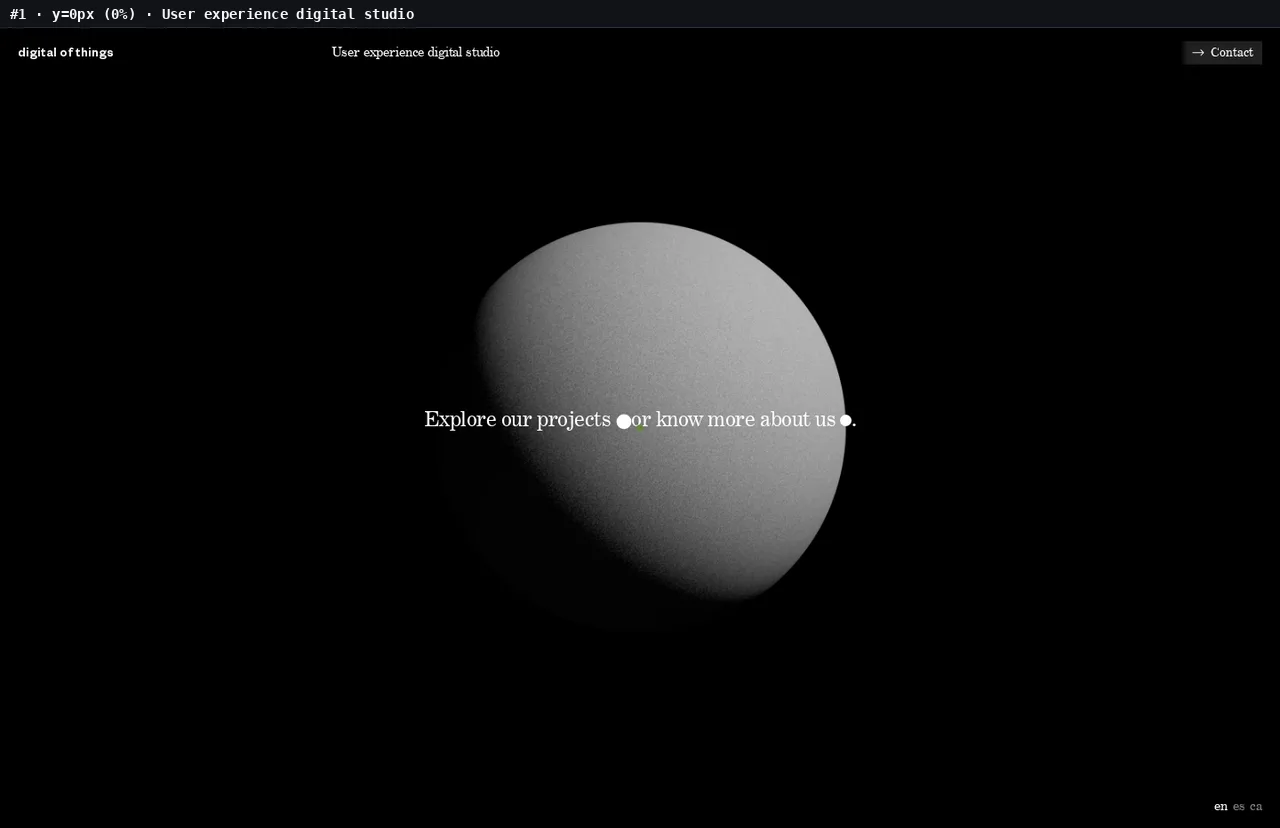 #1 · y=0px (0%) · User experience digital studio
digital of things
User experience digital studio
→ Contact
Explore our projects or know more about us .
en es ca